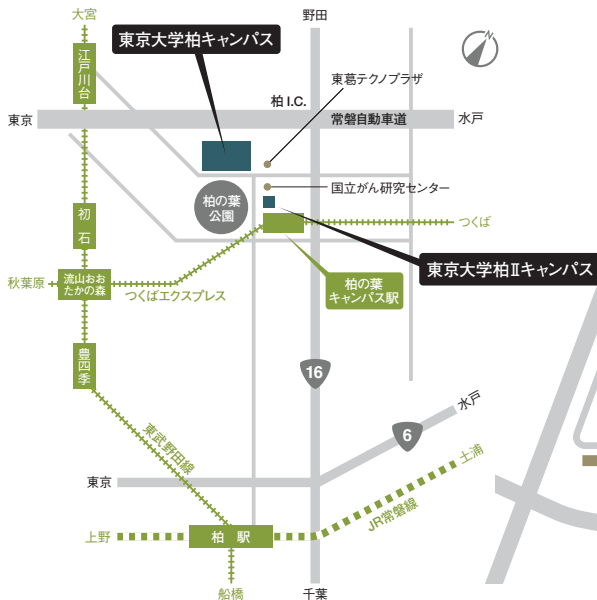 大宮
野田
東京大学柏キャンパス
江戸川台
東葛テクノプラザ
柏 I.C.
東京
常磐自動車道
水戸
国立がん研究センター
柏の葉
公園
初石
つくば
東京大学柏Ⅱキャンパス
秋葉原
流山おお
たかの森
つくばエクスプレス
柏の葉
キャンパス駅
豊四季
16
水戸
6
東武野田線
土浦
東京
JR常磐線
上野
柏 駅
船橋
千葉